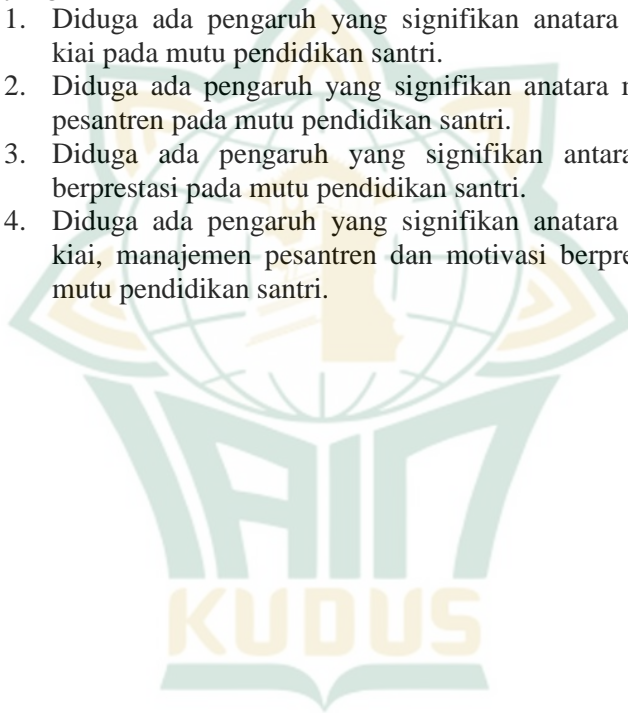 1. Diduga ada pengaruh yang signifikan anatara
kiai pada mutu pendidikan santri.
2. Diduga ada pengaruh yang signifikan anatara
pesantren pada mutu pendidikan santri.
3. Diduga ada pengaruh yang signifikan antara
berprestasi pada mutu pendidikan santri.
4. Diduga ada pengaruh yang signifikan anatara
kiai, manajemen pesantren dan motivasi
mutu pendidikan santri.
IAIN
KUDUS